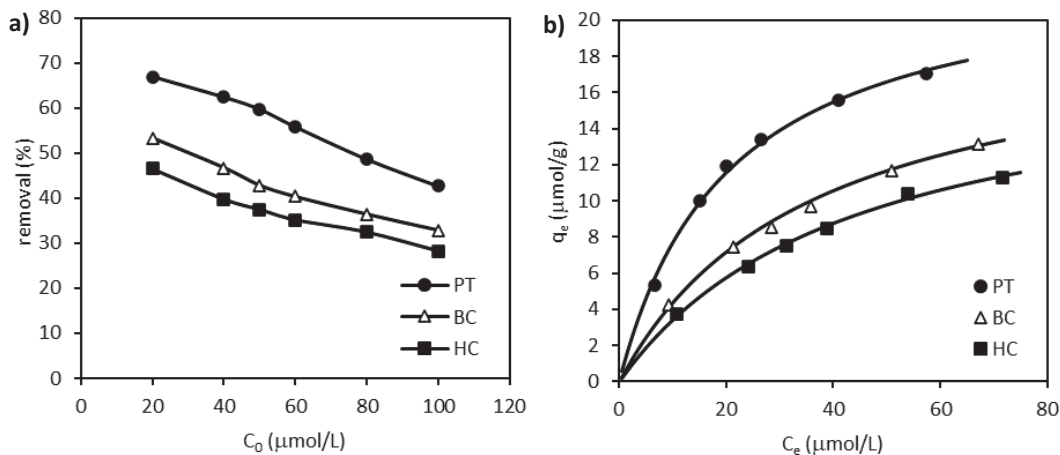 a)
removal (%)
80
70
60
50
40
30
20
10
0
0 20 40 60 80 100 120
C₀ (μmol/L)
PT
BC
HC
b)
qₑ (μmol/g)
20
18
16
14
12
10
8
6
4
2
0
0 20 40 60 80
Cₑ (μmol/L)
PT
BC
HC